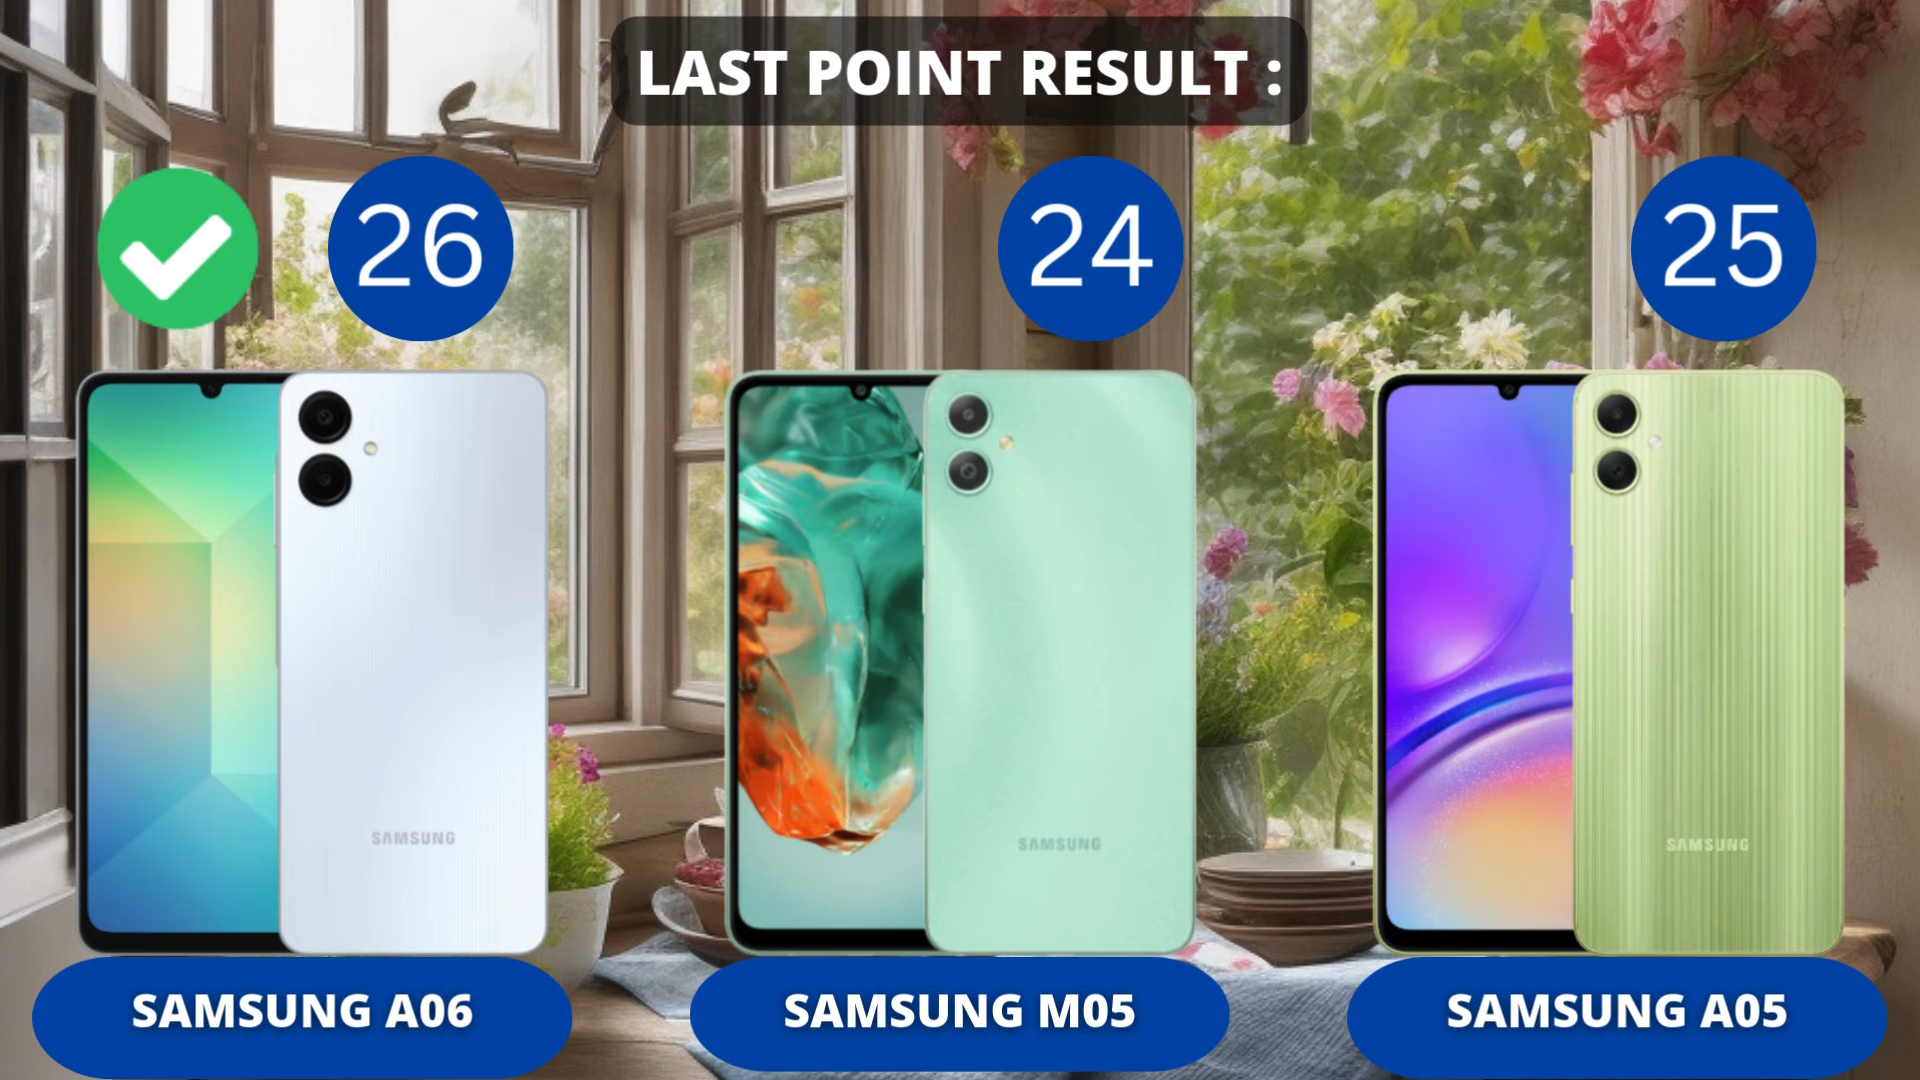 LAST POINT RESULT :
26
24
25
SAMSUNG
SAMSUNG
SAMSUNG
SAMSUNG A06
SAMSUNG M05
SAMSUNG A05